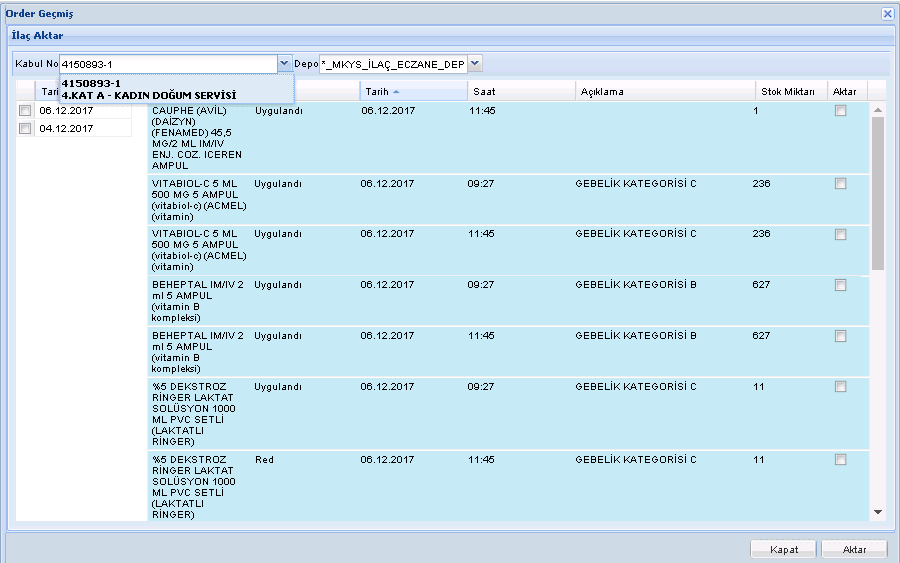 Order Geçmiş
İlaç Aktar
Kabul No 4150893-1 Depo *_MKYS_İLAÇ_ECZANE_DEP
4150893-1
4.KAT A - KADIN DOĞUM SERVİSİ
Tari Tarih Saat Açıklama Stok Miktarı Aktar
06.12.2017
04.12.2017
CAUPHE (AVİL) Uygulandı 06.12.2017 11:45 1
(DAİZYN)
(FENAMED) 45,5
MG/2 ML IM/IV
ENJ. COZ. ICEREN
AMPUL
VITABIOL-C 5 ML Uygulandı 06.12.2017 09:27 GEBELİK KATEGORİSİ C 236
500 MG 5 AMPUL
(vitabiol-c) (ACMEL)
(vitamin)
VITABIOL-C 5 ML Uygulandı 06.12.2017 11:45 GEBELİK KATEGORİSİ C 236
500 MG 5 AMPUL
(vitabiol-c) (ACMEL)
(vitamin)
BEHEPTAL IM/IV 2 Uygulandı 06.12.2017 09:27 GEBELİK KATEGORİSİ B 627
ml 5 AMPUL
(vitamin B
kompleksi)
BEHEPTAL IM/IV 2 Uygulandı 06.12.2017 11:45 GEBELİK KATEGORİSİ B 627
ml 5 AMPUL
(vitamin B
kompleksi)
%5 DEKSTROZ Uygulandı 06.12.2017 09:27 GEBELİK KATEGORİSİ C 11
RİNGER LAKTAT
SOLÜSYON 1000
ML PVC SETLİ
(LAKTATLI
RİNGER)
%5 DEKSTROZ Red 06.12.2017 11:45 GEBELİK KATEGORİSİ C 11
RİNGER LAKTAT
SOLÜSYON 1000
ML PVC SETLİ
(LAKTATLI
RİNGER)
Kapat Aktar